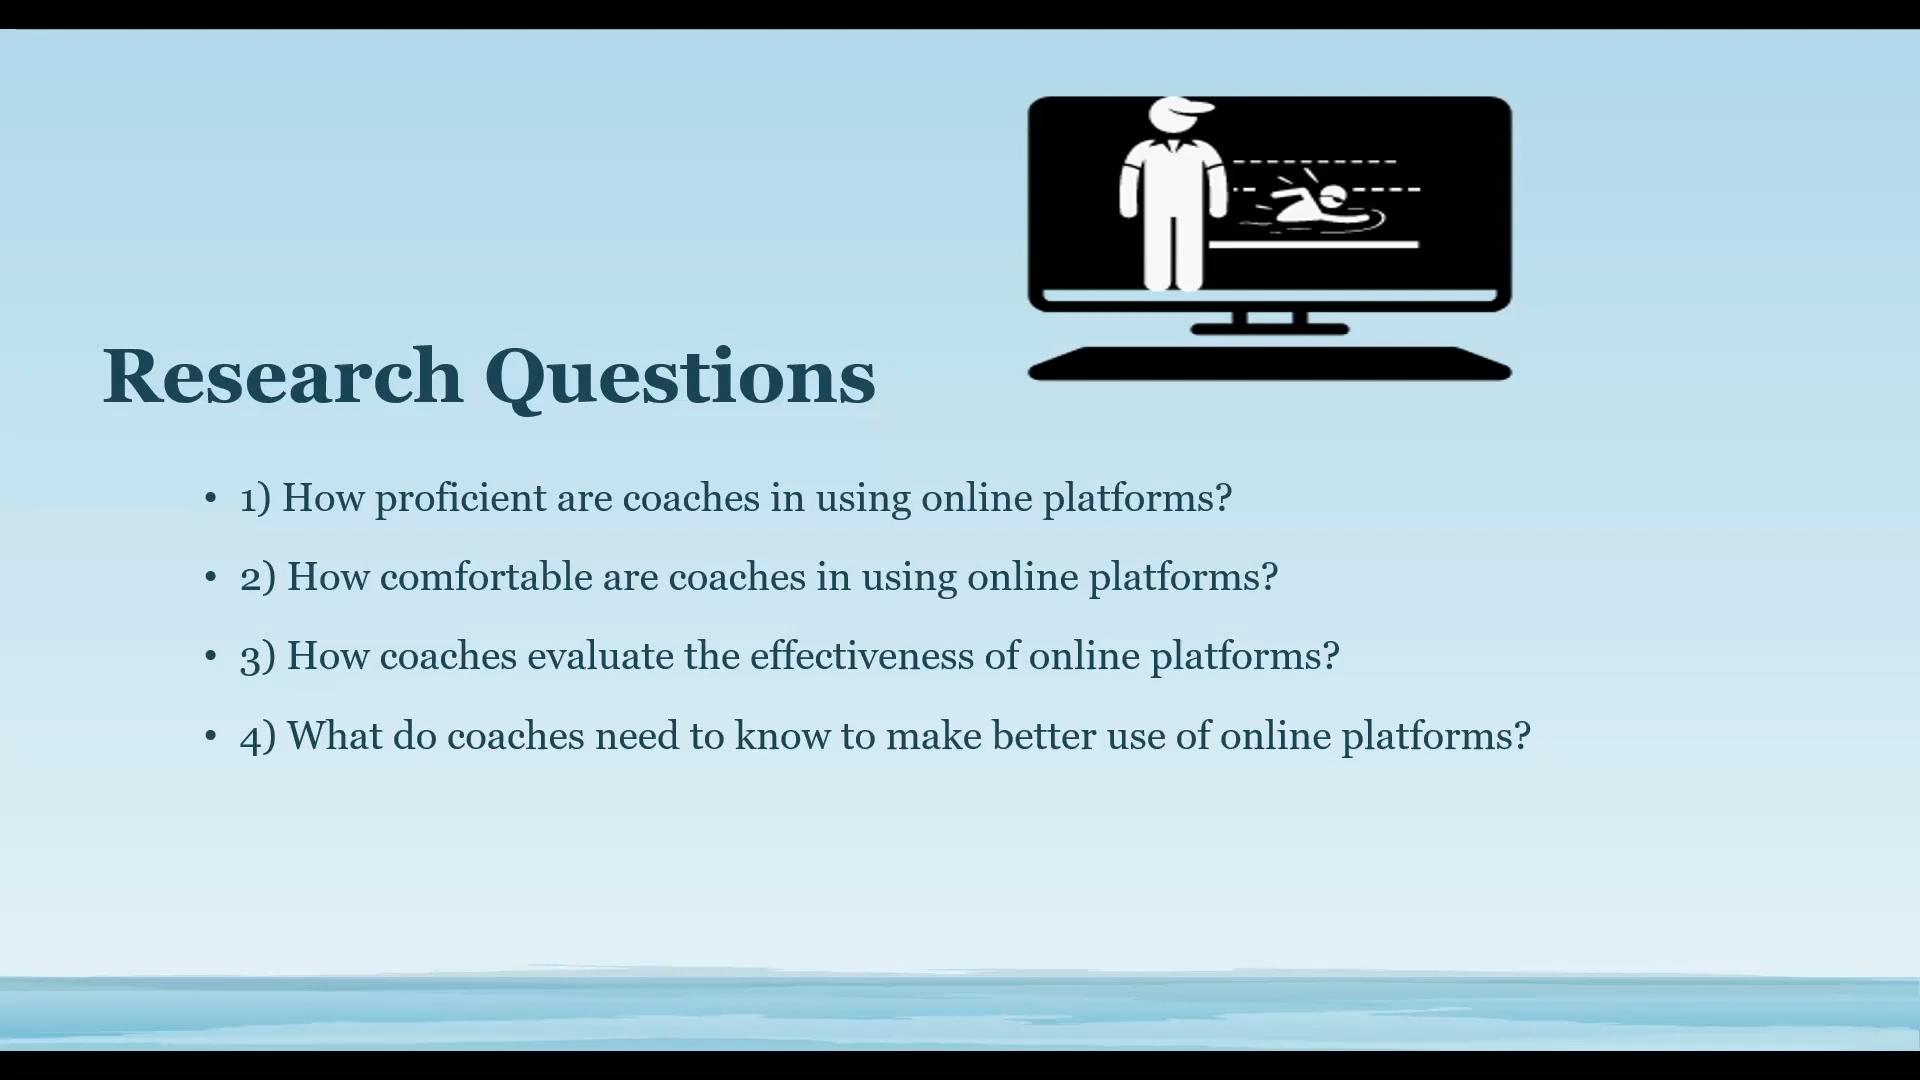 Research Questions
• 1) How proficient are coaches in using online platforms?
• 2) How comfortable are coaches in using online platforms?
• 3) How coaches evaluate the effectiveness of online platforms?
• 4) What do coaches need to know to make better use of online platforms?